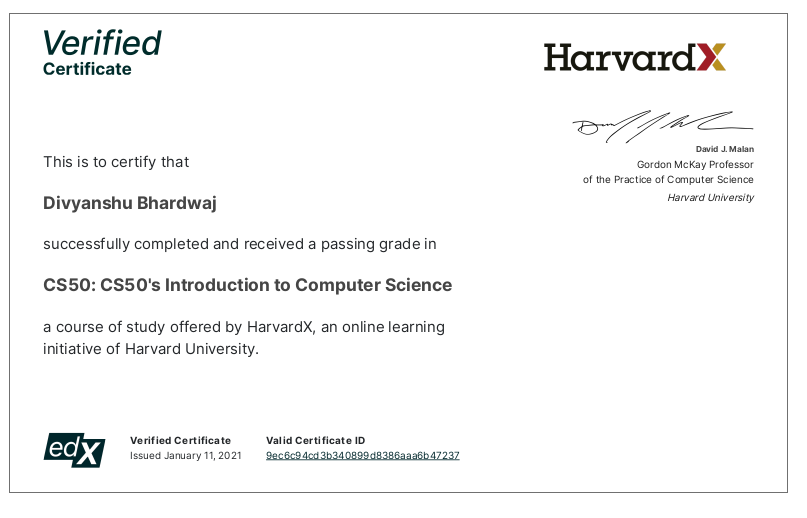 Verified
Certificate
HarvardX
David J. Malan
Gordon McKay Professor
of the Practice of Computer Science
Harvard University
This is to certify that
Divyanshu Bhardwaj
successfully completed and received a passing grade in
CS50: CS50's Introduction to Computer Science
a course of study offered by HarvardX, an online learning
initiative of Harvard University.
edX
Verified Certificate
Issued January 11, 2021
Valid Certificate ID
9ec6c94cd3b340899d8386aaa6b47237